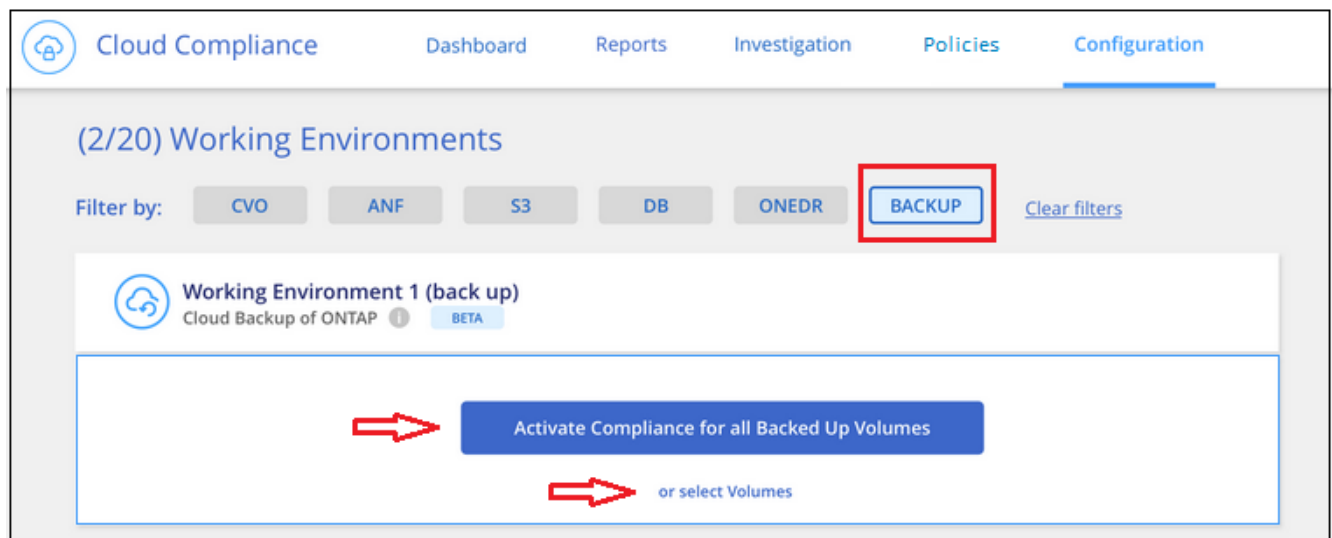 Cloud Compliance Dashboard Reports Investigation Policies Configuration
(2/20) Working Environments
Filter by: CVO ANF S3 DB ONEDR BACKUP Clear filters
Working Environment 1 (back up)
Cloud Backup of ONTAP i BETA
Activate Compliance for all Backed Up Volumes
or select Volumes